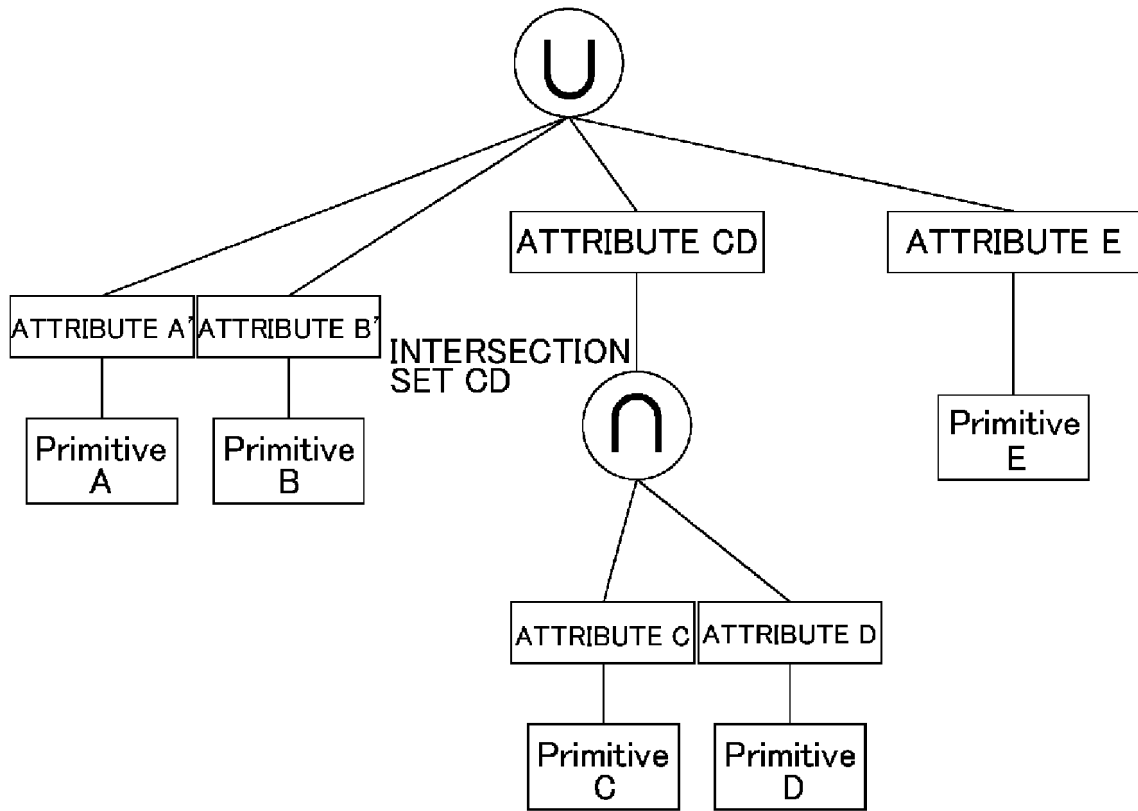 ∪
ATTRIBUTE CD
ATTRIBUTE E
ATTRIBUTE A'
ATTRIBUTE B'
INTERSECTION
SET CD
∩
Primitive
A
Primitive
B
Primitive
E
ATTRIBUTE C
ATTRIBUTE D
Primitive
C
Primitive
D